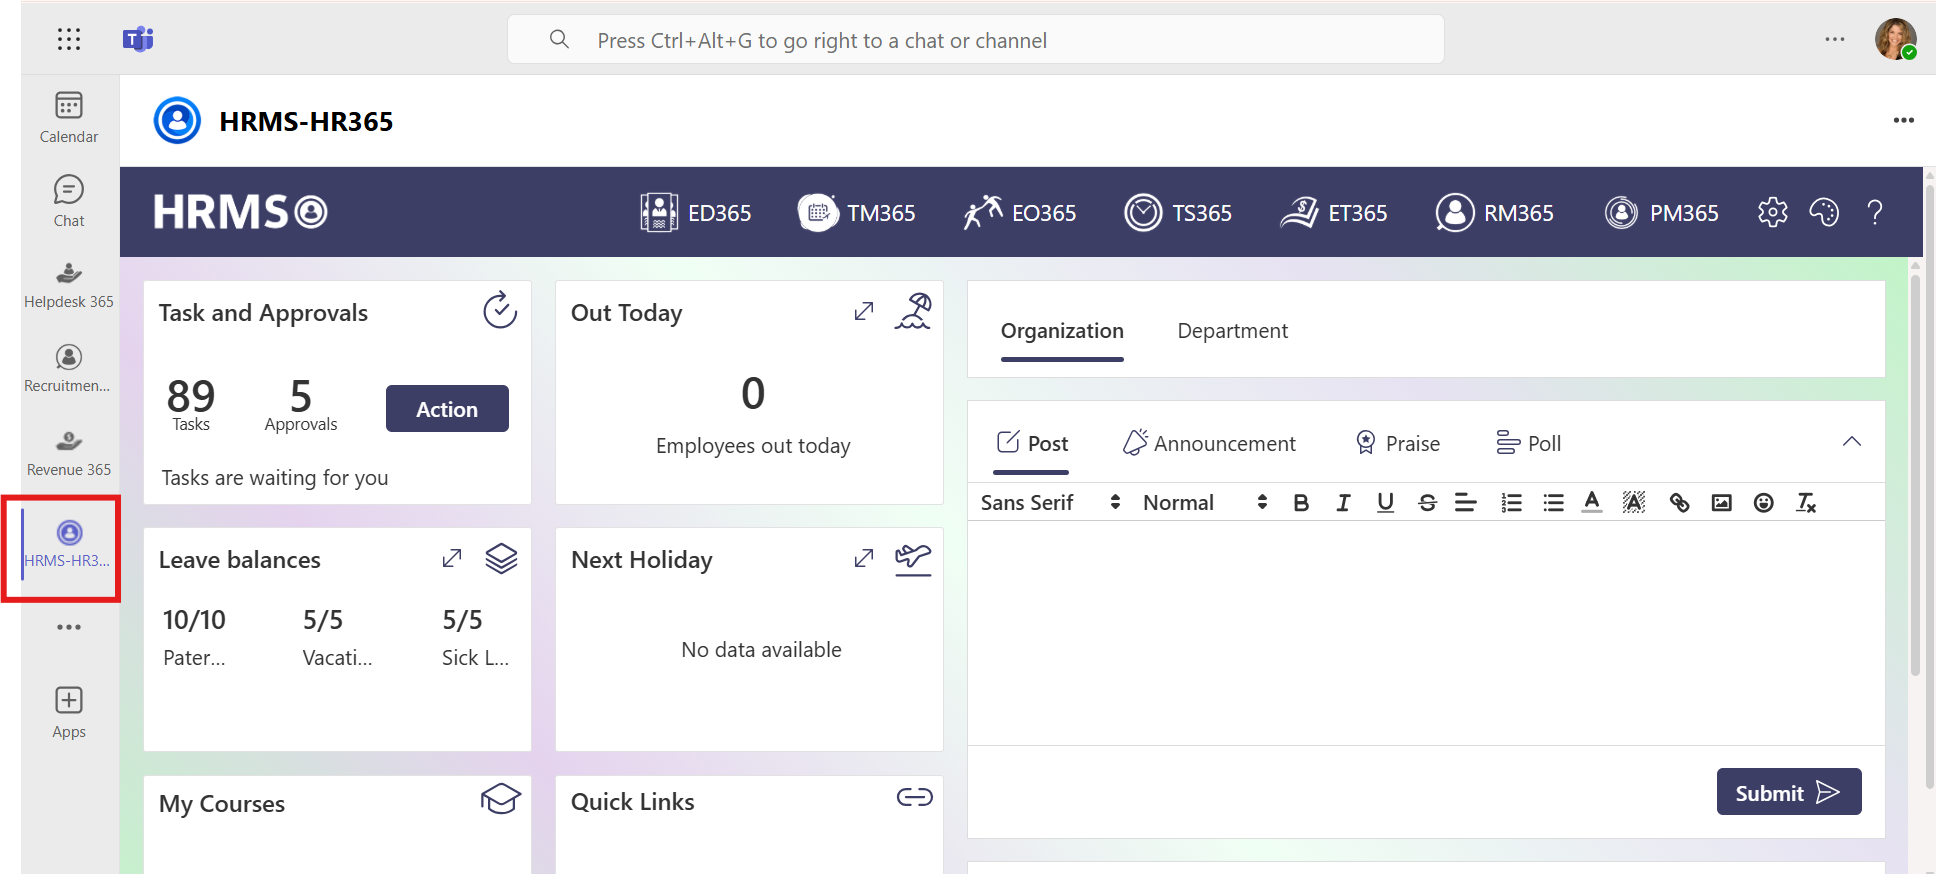 Press Ctrl+Alt+G to go right to a chat or channel
Calendar
Chat
Helpdesk 365
Recruitmen...
Revenue 365
HRMS-HR3...
Apps
HRMS-HR365
HRMS
ED365
TM365
EO365
TS365
ET365
RM365
PM365
Task and Approvals
89
Tasks
5
Approvals
Action
Tasks are waiting for you
Out Today
0
Employees out today
Leave balances
10/10
Pater...
5/5
Vacati...
5/5
Sick L...
Next Holiday
No data available
My Courses
Quick Links
Organization
Department
Post
Announcement
Praise
Poll
Sans Serif
Normal
Submit